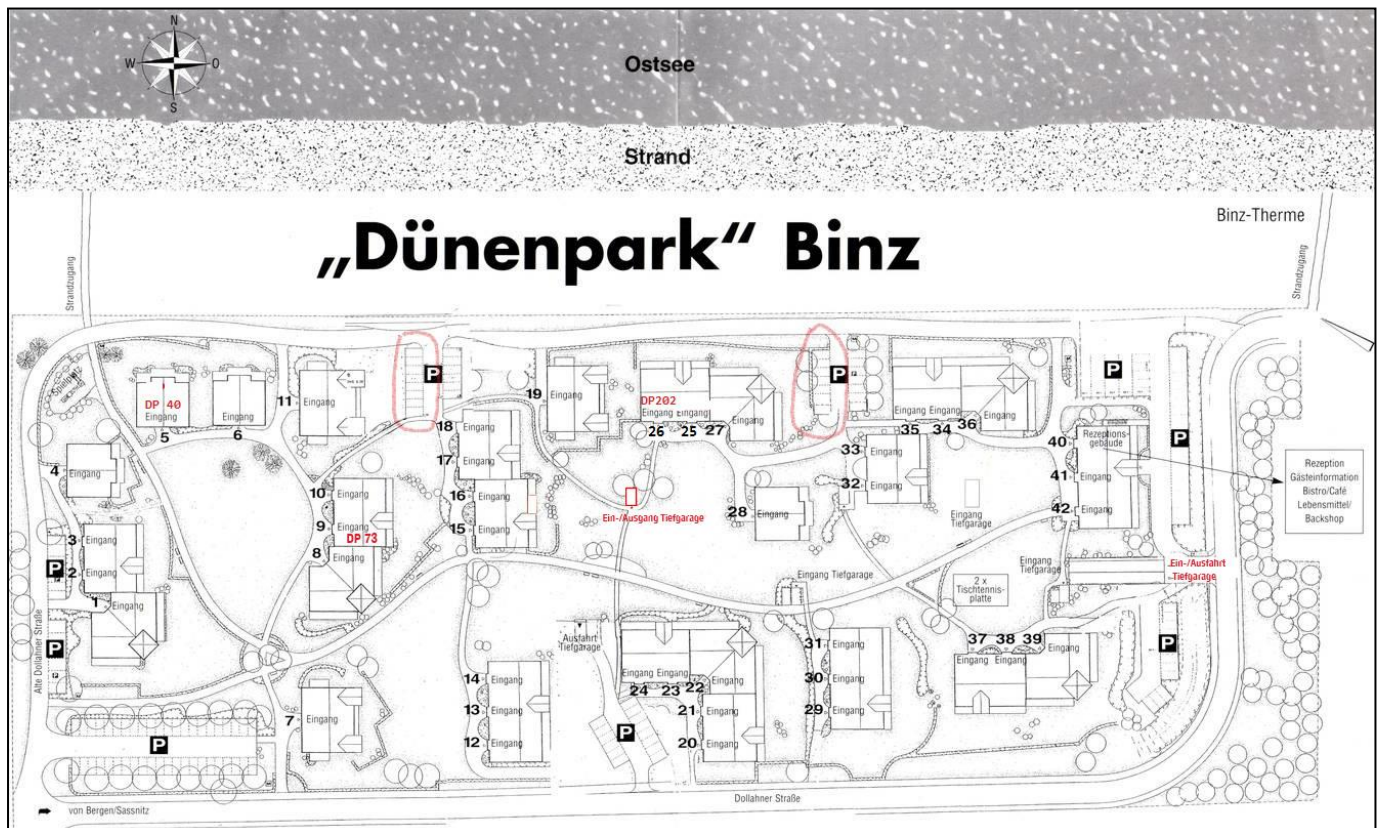 N
W
O
S
Ostsee
Strand
„Dünenpark“ Binz
Binz-Therme
Strandzugang
Strandzugang
Spielplatz
P
P
P
P
11
Eingang
19
Eingang
DP 40
Eingang
5
Eingang
6
DP202
Eingang Eingang
26 25 27
Eingang
Eingang Eingang
35 34 36
Eingang
18
Eingang
17
Eingang
33
Eingang
32
Eingang
40
Rezeptions-
gebäude
41
Eingang
42
Eingang
Rezeption
Gästeinformation
Bistro/Café
Lebensmittel/
Backshop
4
Eingang
10
Eingang
9
Eingang
DP 73
8
Eingang
16
Eingang
15
Eingang
Ein-/Ausgang Tiefgarage
28
Eingang
Eingang
Tiefgarage
3
Eingang
2
Eingang
1
Eingang
P
P
Alte Dollahner Straße
Eingang Tiefgarage
Eingang
Tiefgarage
2 x
Tischtennis-
platte
Ein-/Ausfahrt
Tiefgarage
P
Ausfahrt
Tiefgarage
37 38 39
Eingang Eingang
Eingang
31
Eingang
30
Eingang
29
Eingang
Eingang Eingang
24 23 22
Eingang
21
Eingang
20
Eingang
14
Eingang
13
Eingang
12
Eingang
7
Eingang
P
P
Dollahner Straße
von Bergen/Sassnitz